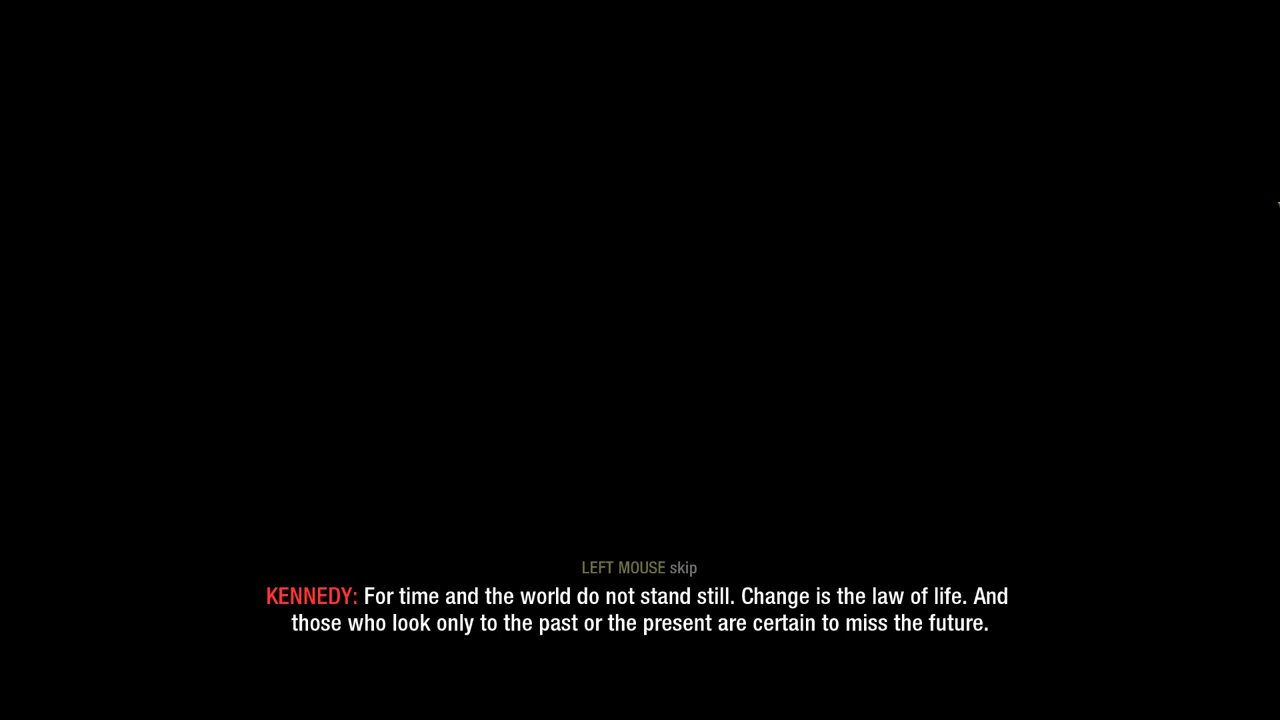 LEFT MOUSE skip
KENNEDY: For time and the world do not stand still. Change is the law of life. And
those who look only to the past or the present are certain to miss the future.